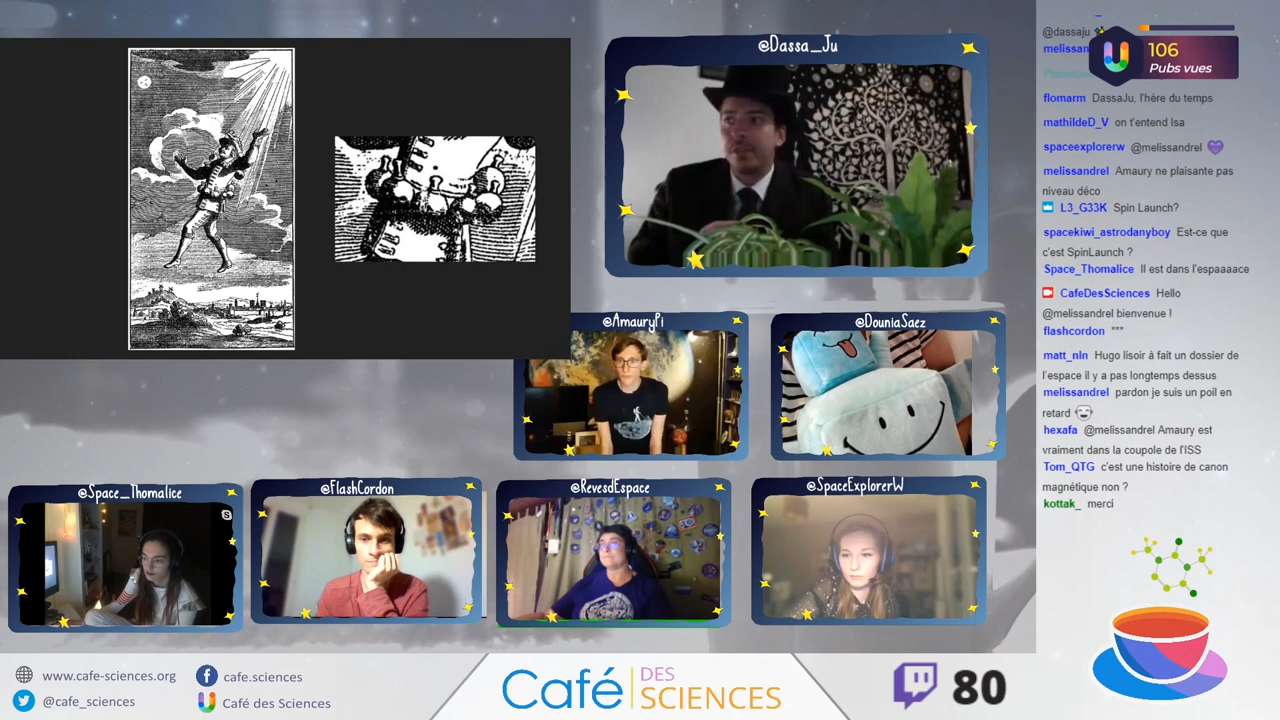 @Dassa_Ju
@AmauryPi
@DouniaSaez
@Space_Thomalice
@FlashCordon
@RevesdEspace
@SpaceExplorerW
@dassaju
melissan
106
Pubs vues
flomarm DassaJu, l'hère du temps
mathildeD_V on t'entend Isa
spaceexplorerw @melissandrel
melissandrel Amaury ne plaisante pas
niveau déco
L3_G33K Spin Launch?
spacekiwi_astrodanyboy Est-ce que
c'est SpinLaunch ?
Space_Thomalice Il est dans l'espaaaace
CafeDesSciences Hello
@melissandrel bienvenue !
flashcordon ***
matt_nln Hugo lisoir à fait un dossier de
l'espace il y a pas longtemps dessus
melissandrel pardon je suis un poil en
retard
hexafa @melissandrel Amaury est
vraiment dans la coupole de l'ISS
Tom_QTG c'est une histoire de canon
magnétique non ?
kottak_ merci
www.cafe-sciences.org
cafe.sciences
@cafe_sciences
Café des Sciences
Café DES SCIENCES
80